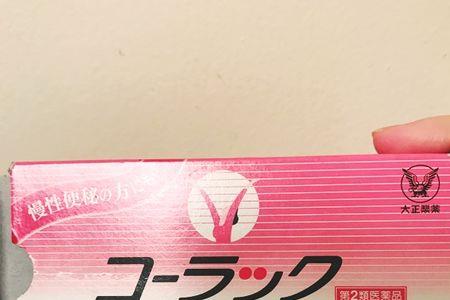 慢性便秘の方に
大正製薬
コーラック
第2類医薬品